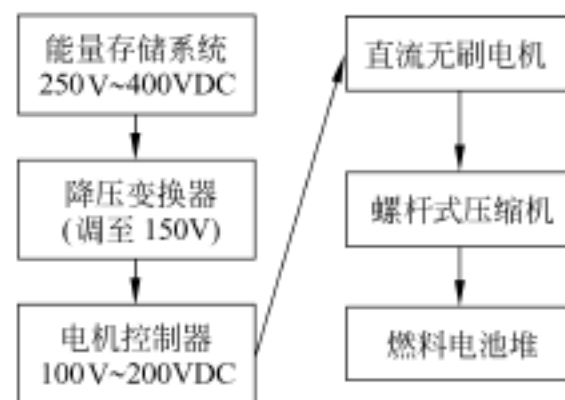 能量存储系统
250V~400VDC
降压变换器
(调至 150V)
电机控制器
100V~200VDC
直流无刷电机
螺杆式压缩机
燃料电池堆